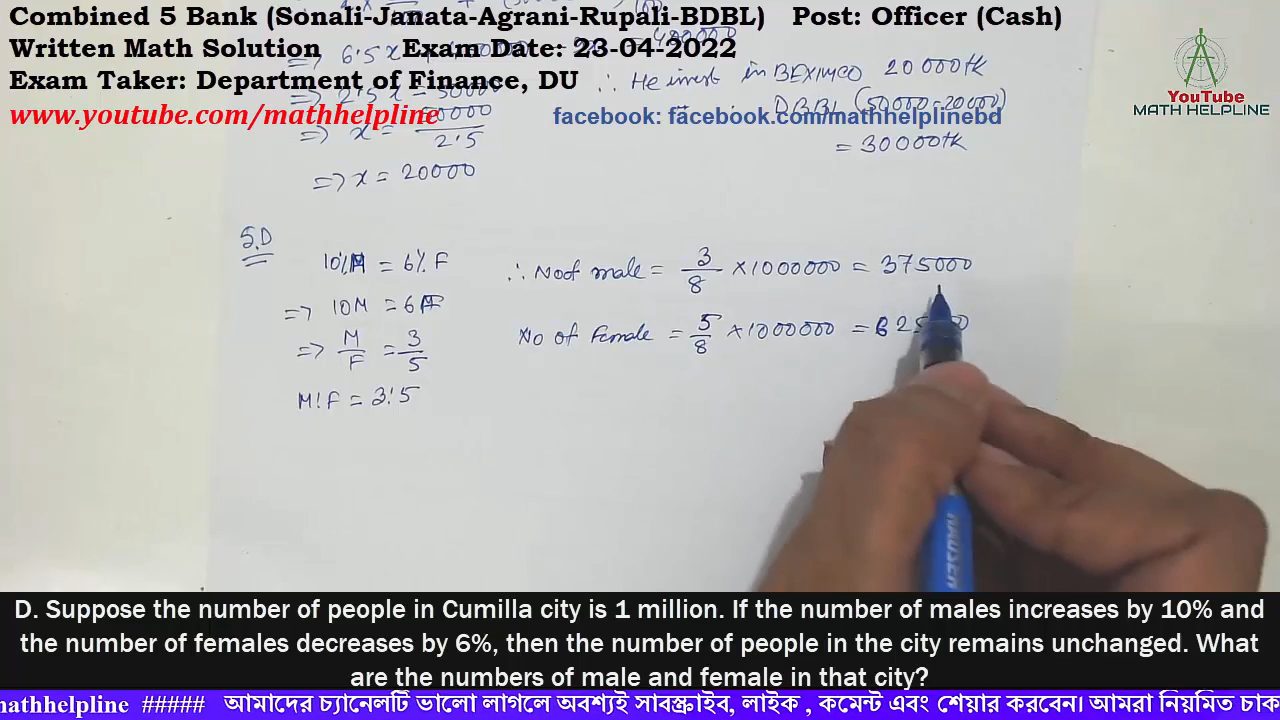 Combined 5 Bank (Sonali-Janata-Agrani-Rupali-BDBL) Post: Officer (Cash)
Written Math Solution Exam Date: 23-04-2022
Exam Taker: Department of Finance, DU
www.youtube.com/mathhelpline facebook: facebook.com/mathhelplinebd
YouTube
MATH HELPLINE
∴ He invest in BEXIMCO 20000tk
DBBL (50000-20000)
= 30000tk
=> 2.5x = 50000
=> x = 50000
2.5
=> x = 20000
5.D
10% M = 6% F
=> 10M = 6F
=> M/F = 3/5
M:F = 3:5
∴ No of male = 3/8 ×1000000 = 375000
No of Female = 5/8 ×1000000 =
D. Suppose the number of people in Cumilla city is 1 million. If the number of males increases by 10% and
the number of females decreases by 6%, then the number of people in the city remains unchanged. What
are the numbers of male and female in that city?
mathhelpline ##### আমাদের চ্যানেলটি ভালো লাগলে অবশ্যই সাবস্ক্রাইব, লাইক , কমেন্ট এবং শেয়ার করবেন। আমরা নিয়মিত চাক